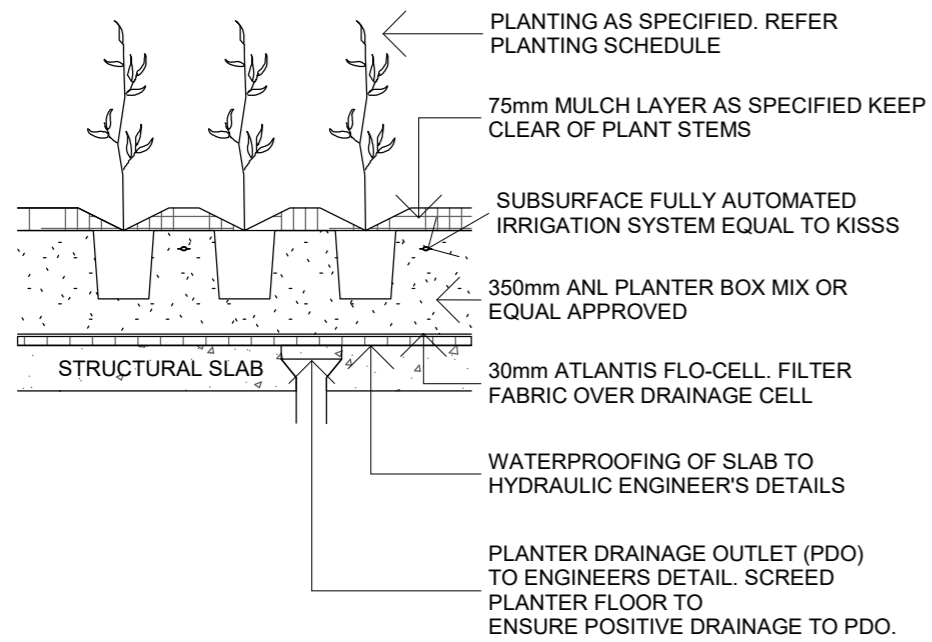 PLANTING AS SPECIFIED. REFER
PLANTING SCHEDULE
75mm MULCH LAYER AS SPECIFIED KEEP
CLEAR OF PLANT STEMS
SUBSURFACE FULLY AUTOMATED
IRRIGATION SYSTEM EQUAL TO KISSS
350mm ANL PLANTER BOX MIX OR
EQUAL APPROVED
STRUCTURAL SLAB
30mm ATLANTIS FLO-CELL. FILTER
FABRIC OVER DRAINAGE CELL
WATERPROOFING OF SLAB TO
HYDRAULIC ENGINEER'S DETAILS
PLANTER DRAINAGE OUTLET (PDO)
TO ENGINEERS DETAIL. SCREED
PLANTER FLOOR TO
ENSURE POSITIVE DRAINAGE TO PDO.